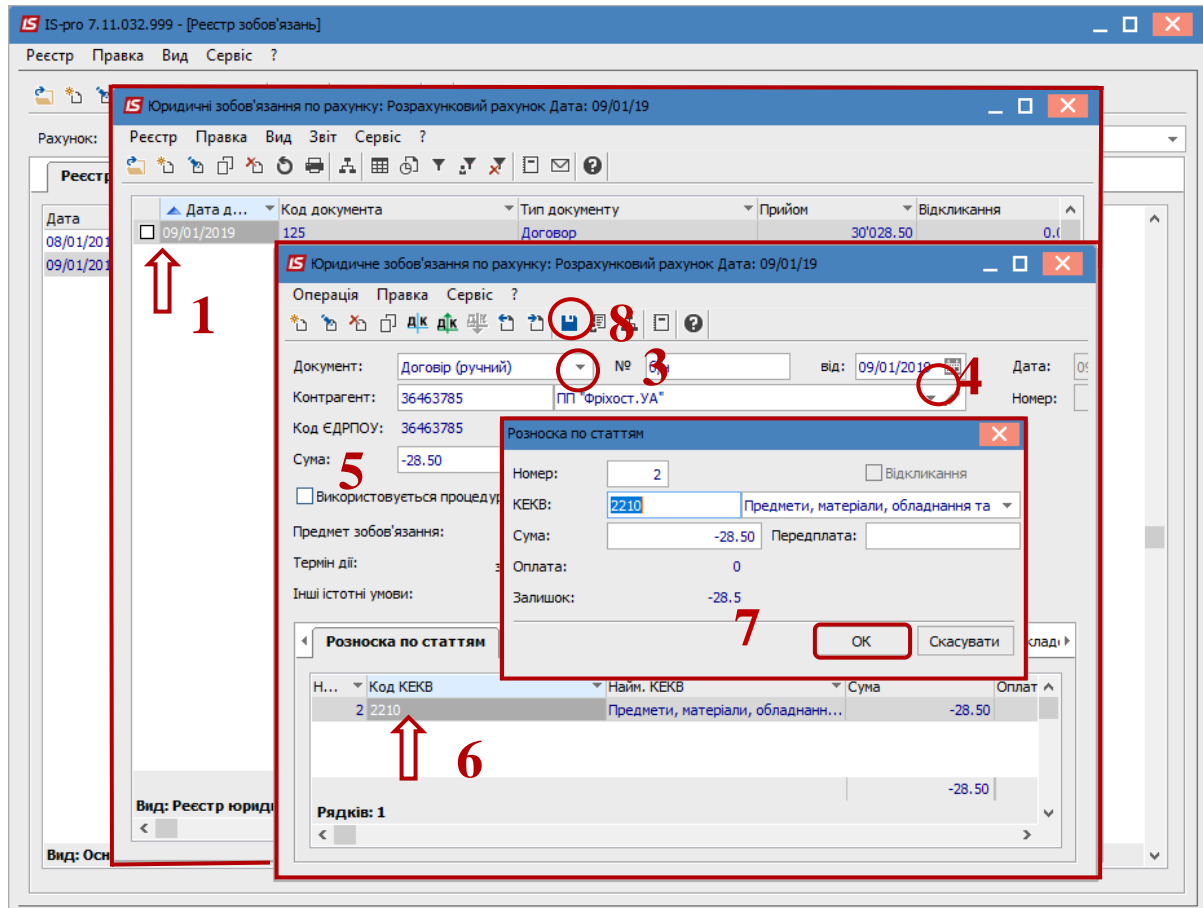 IS-pro 7.11.032.999 - [Реєстр зобов'язань]
Реєстр Правка Вид Сервіс ?
Юридичні зобов'язання по рахунку: Розрахунковий рахунок Дата: 09/01/19
Рахунок:
Реєстр Правка Вид Звіт Сервіс ?
Реєстр
Дата
Дата д... Код документа Тип документу Прийом Відкликання
09/01/2019 125 Договор 30'028.50
08/01/201
09/01/201
1
Юридичне зобов'язання по рахунку: Розрахунковий рахунок Дата: 09/01/19
Операція Правка Сервіс ?
8
Документ: Договір (ручний) № 3 від: 09/01/2019 Дата:
4
Контрагент: 36463785 ПП "Фріхост.УА" Номер:
Код ЄДРПОУ: 36463785
Сума: -28.50
5
Використовується процедур
Предмет зобов'язання:
Термін дії:
Інші істотні умови:
Розноска по статтям
Номер: 2 Відкликання
КЕКВ: 2210 Предмети, матеріали, обладнання та
Сума: -28.50 Передплата:
Оплата: 0
Залишок: -28.5
7
ОК Скасувати
Розноска по статтям
Н... Код КЕКВ Найм. КЕКВ Сума Оплат
2 2210 Предмети, матеріали, обладнанн... -28.50
6
-28.50
Рядків: 1
Вид: Реєстр юриди
Вид: Осн